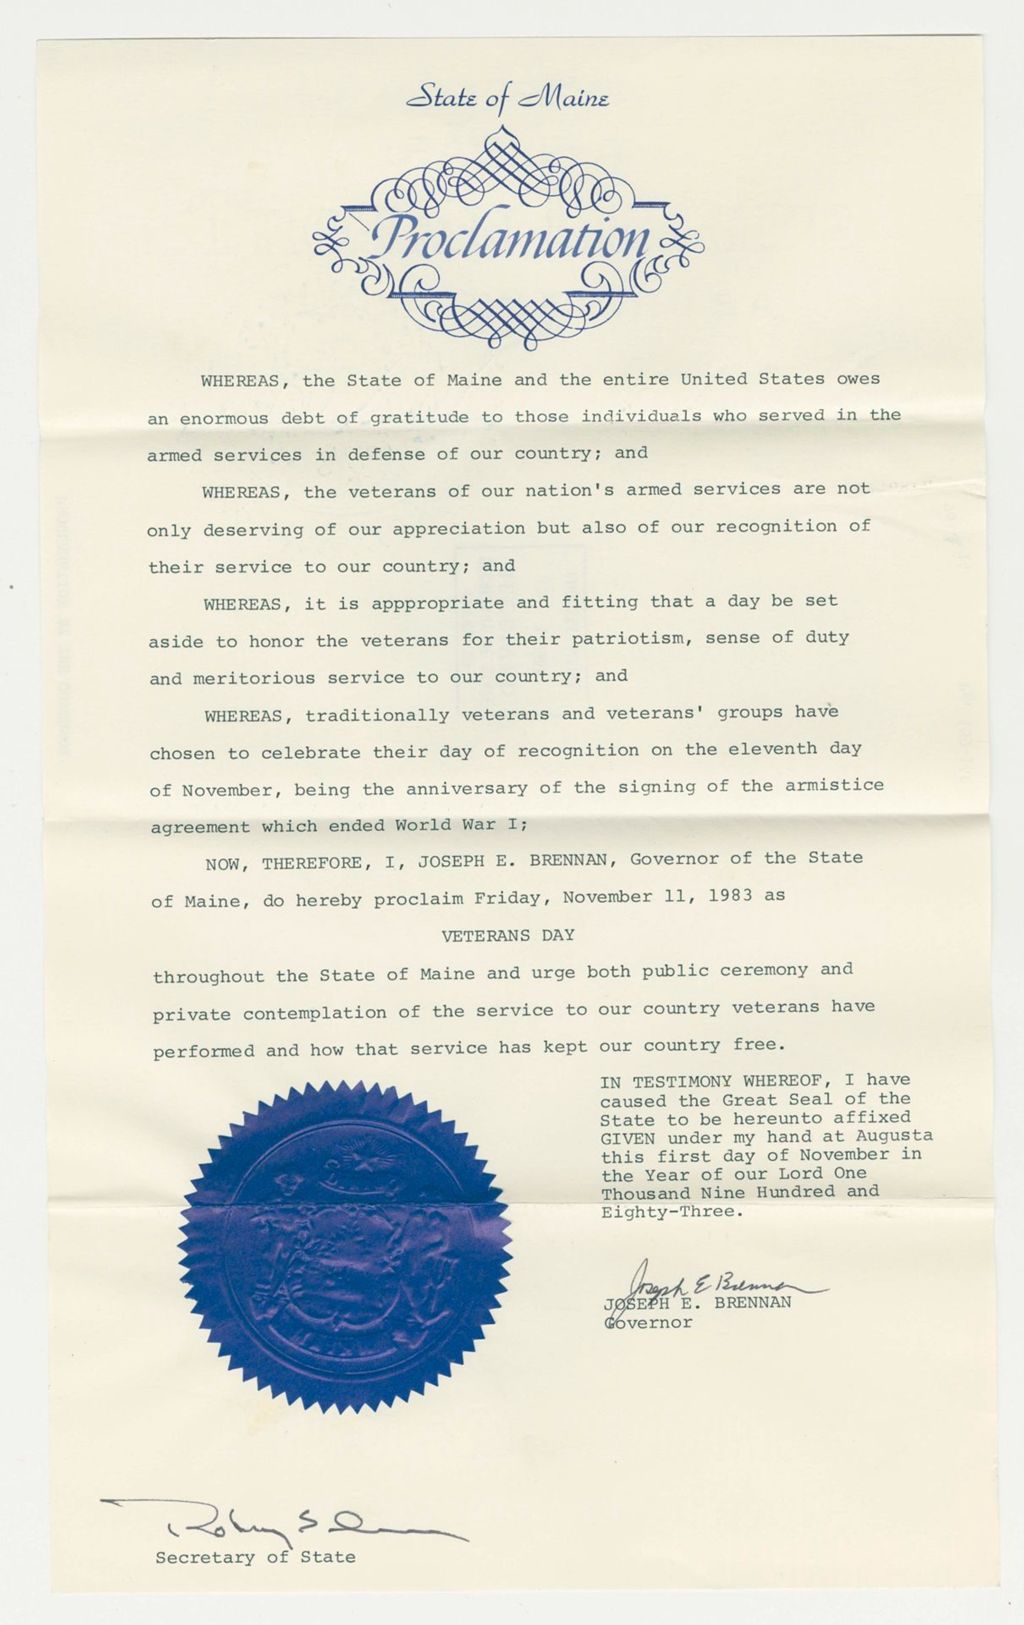 State of Maine
Proclamation
WHEREAS, the State of Maine and the entire United States owes
an enormous debt of gratitude to those individuals who served in the
armed services in defense of our country; and
WHEREAS, the veterans of our nation's armed services are not
only deserving of our appreciation but also of our recognition of
their service to our country; and
WHEREAS, it is apppropriate and fitting that a day be set
aside to honor the veterans for their patriotism, sense of duty
and meritorious service to our country; and
WHEREAS, traditionally veterans and veterans' groups have
chosen to celebrate their day of recognition on the eleventh day
of November, being the anniversary of the signing of the armistice
agreement which ended World War I;
NOW, THEREFORE, I, JOSEPH E. BRENNAN, Governor of the State
of Maine, do hereby proclaim Friday, November 11, 1983 as
VETERANS DAY
throughout the State of Maine and urge both public ceremony and
private contemplation of the service to our country veterans have
performed and how that service has kept our country free.
IN TESTIMONY WHEREOF, I have
caused the Great Seal of the
State to be hereunto affixed
GIVEN under my hand at Augusta
this first day of November in
the Year of our Lord One
Thousand Nine Hundred and
Eighty-Three.
Joseph E Brennan
JOSEPH E. BRENNAN
Governor
Secretary of State